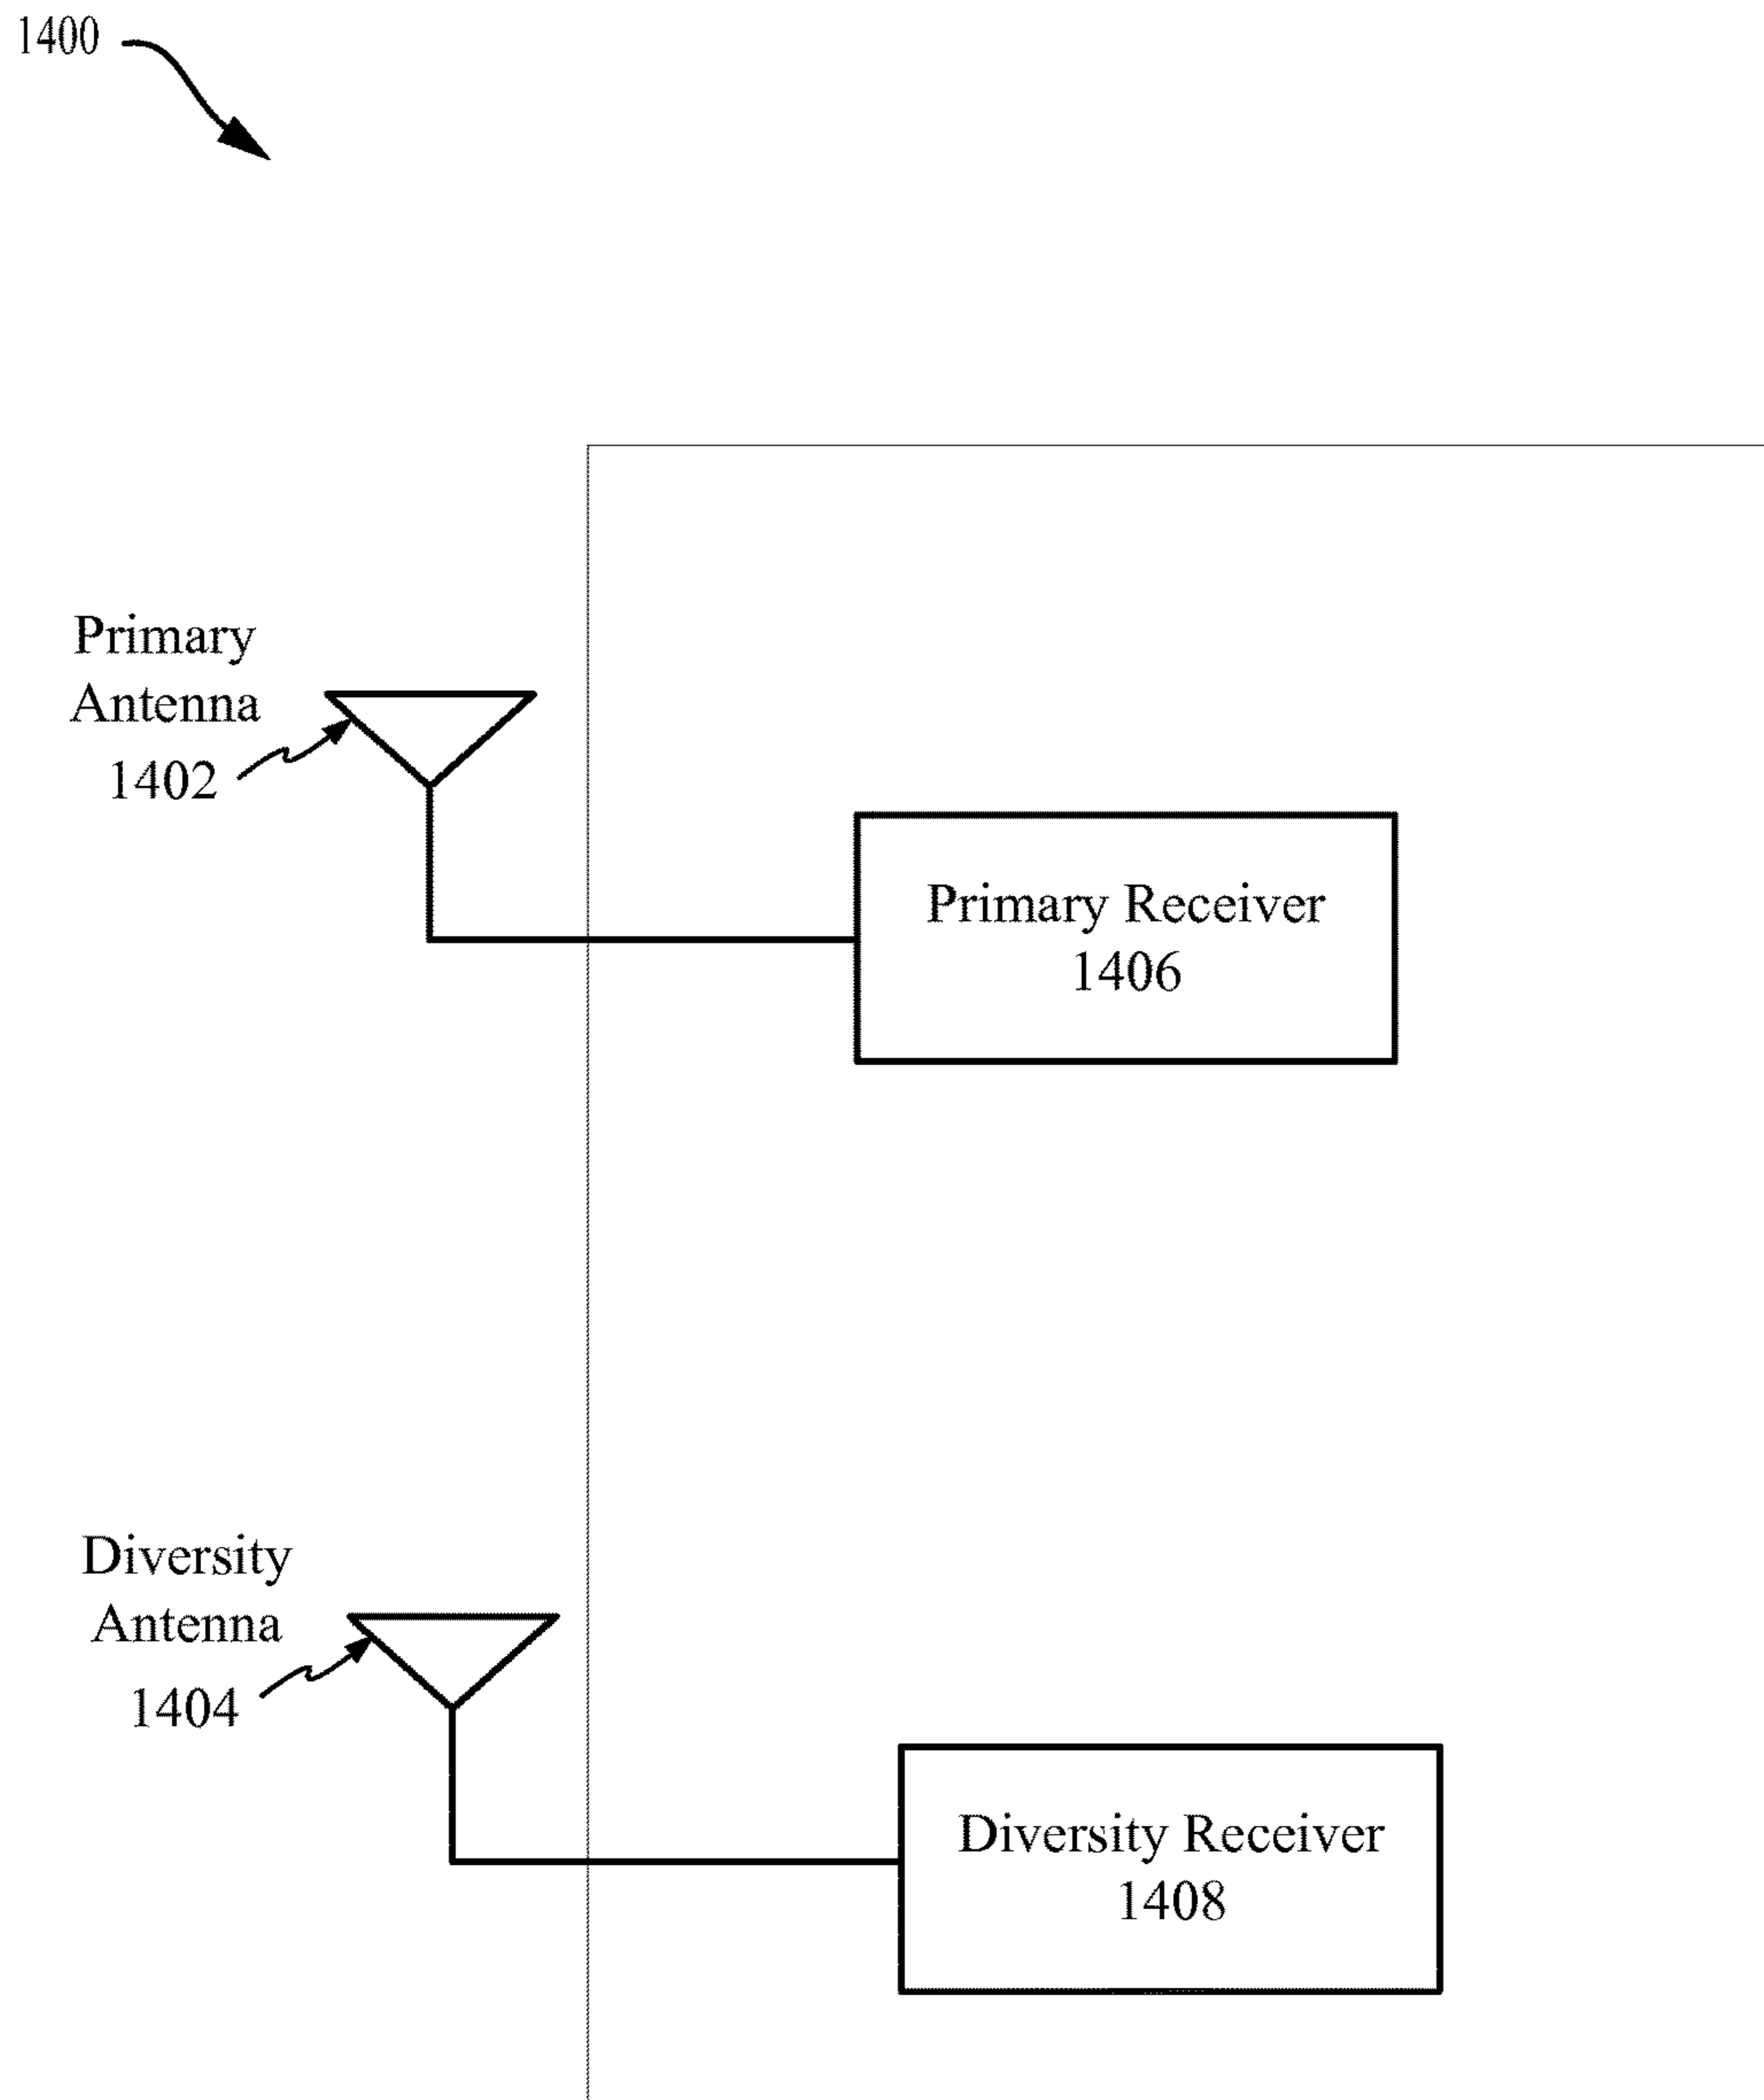 1400
Primary
Antenna
1402
Primary Receiver
1406
Diversity
Antenna
1404
Diversity Receiver
1408